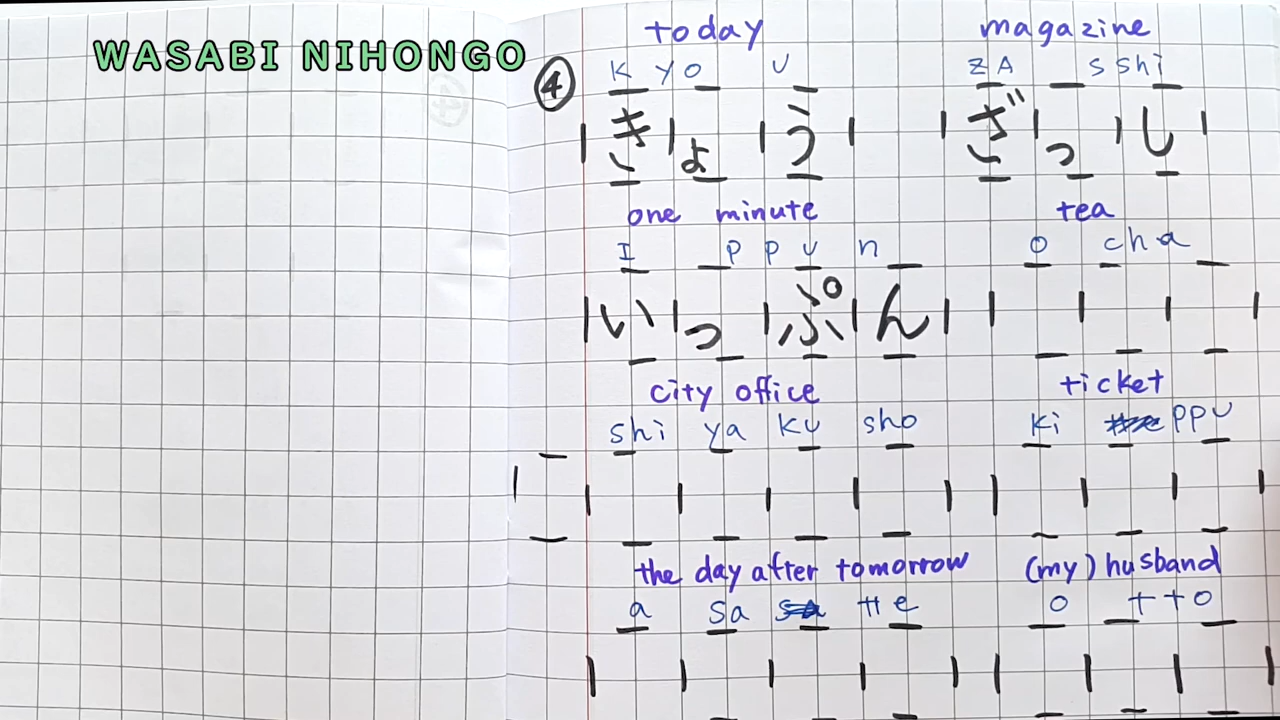 WASABI NIHONGO
today magazine
④ K yo U ZA sshi
きょう ざっし
one minute tea
I ppu n o cha
いっぷん
city office ticket
shi ya ku sho Ki ppu
the day after tomorrow (my) husband
a sa tte o tto